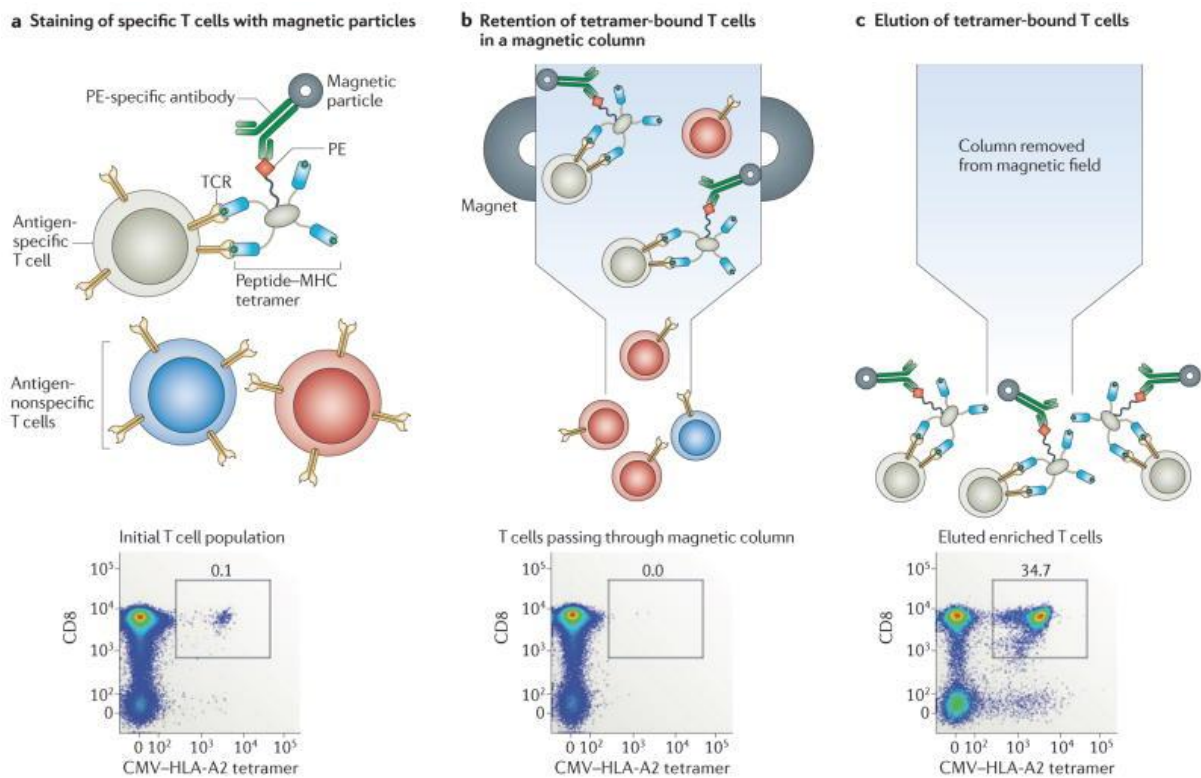 a Staining of specific T cells with magnetic particles
PE-specific antibody
Magnetic
particle
PE
TCR
Antigen-
specific
T cell
Peptide–MHC
tetramer
Antigen-
nonspecific
T cells
Initial T cell population
0.1
10⁵
10⁴
10³
10²
0
CD8
0 10² 10³ 10⁴ 10⁵
CMV–HLA-A2 tetramer
b Retention of tetramer-bound T cells
in a magnetic column
Magnet
T cells passing through magnetic column
0.0
10⁵
10⁴
10³
10²
0
CD8
0 10² 10³ 10⁴ 10⁵
CMV–HLA-A2 tetramer
c Elution of tetramer-bound T cells
Column removed
from magnetic field
Eluted enriched T cells
34.7
10⁵
10⁴
10³
10²
0
CD8
0 10² 10³ 10⁴ 10⁵
CMV–HLA-A2 tetramer